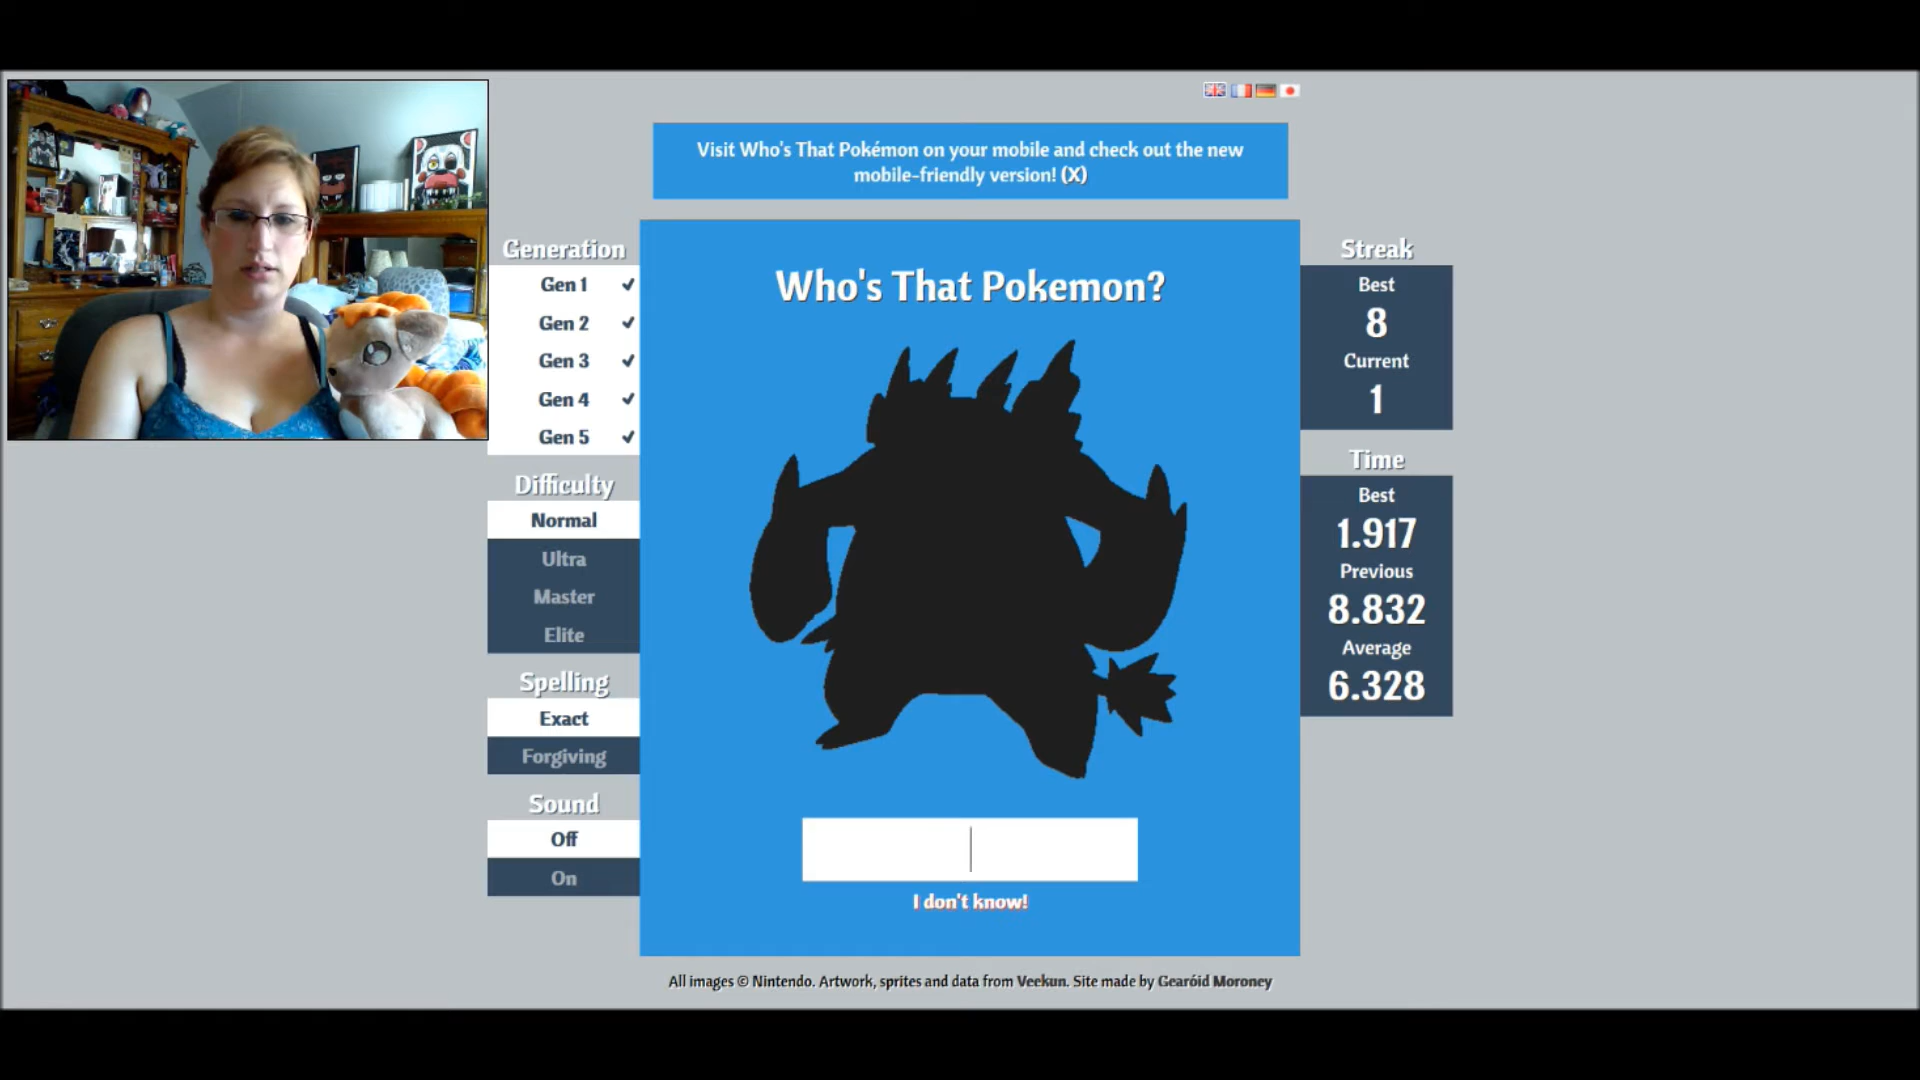 Visit Who's That Pokémon on your mobile and check out the new
mobile-friendly version! (X)
Generation
Gen 1
Gen 2
Gen 3
Gen 4
Gen 5
Difficulty
Normal
Ultra
Master
Elite
Spelling
Exact
Forgiving
Sound
Off
On
Who's That Pokemon?
I don't know!
Streak
Best
8
Current
1
Time
Best
1.917
Previous
8.832
Average
6.328
All images © Nintendo. Artwork, sprites and data from Veekun. Site made by Gearóid Moroney